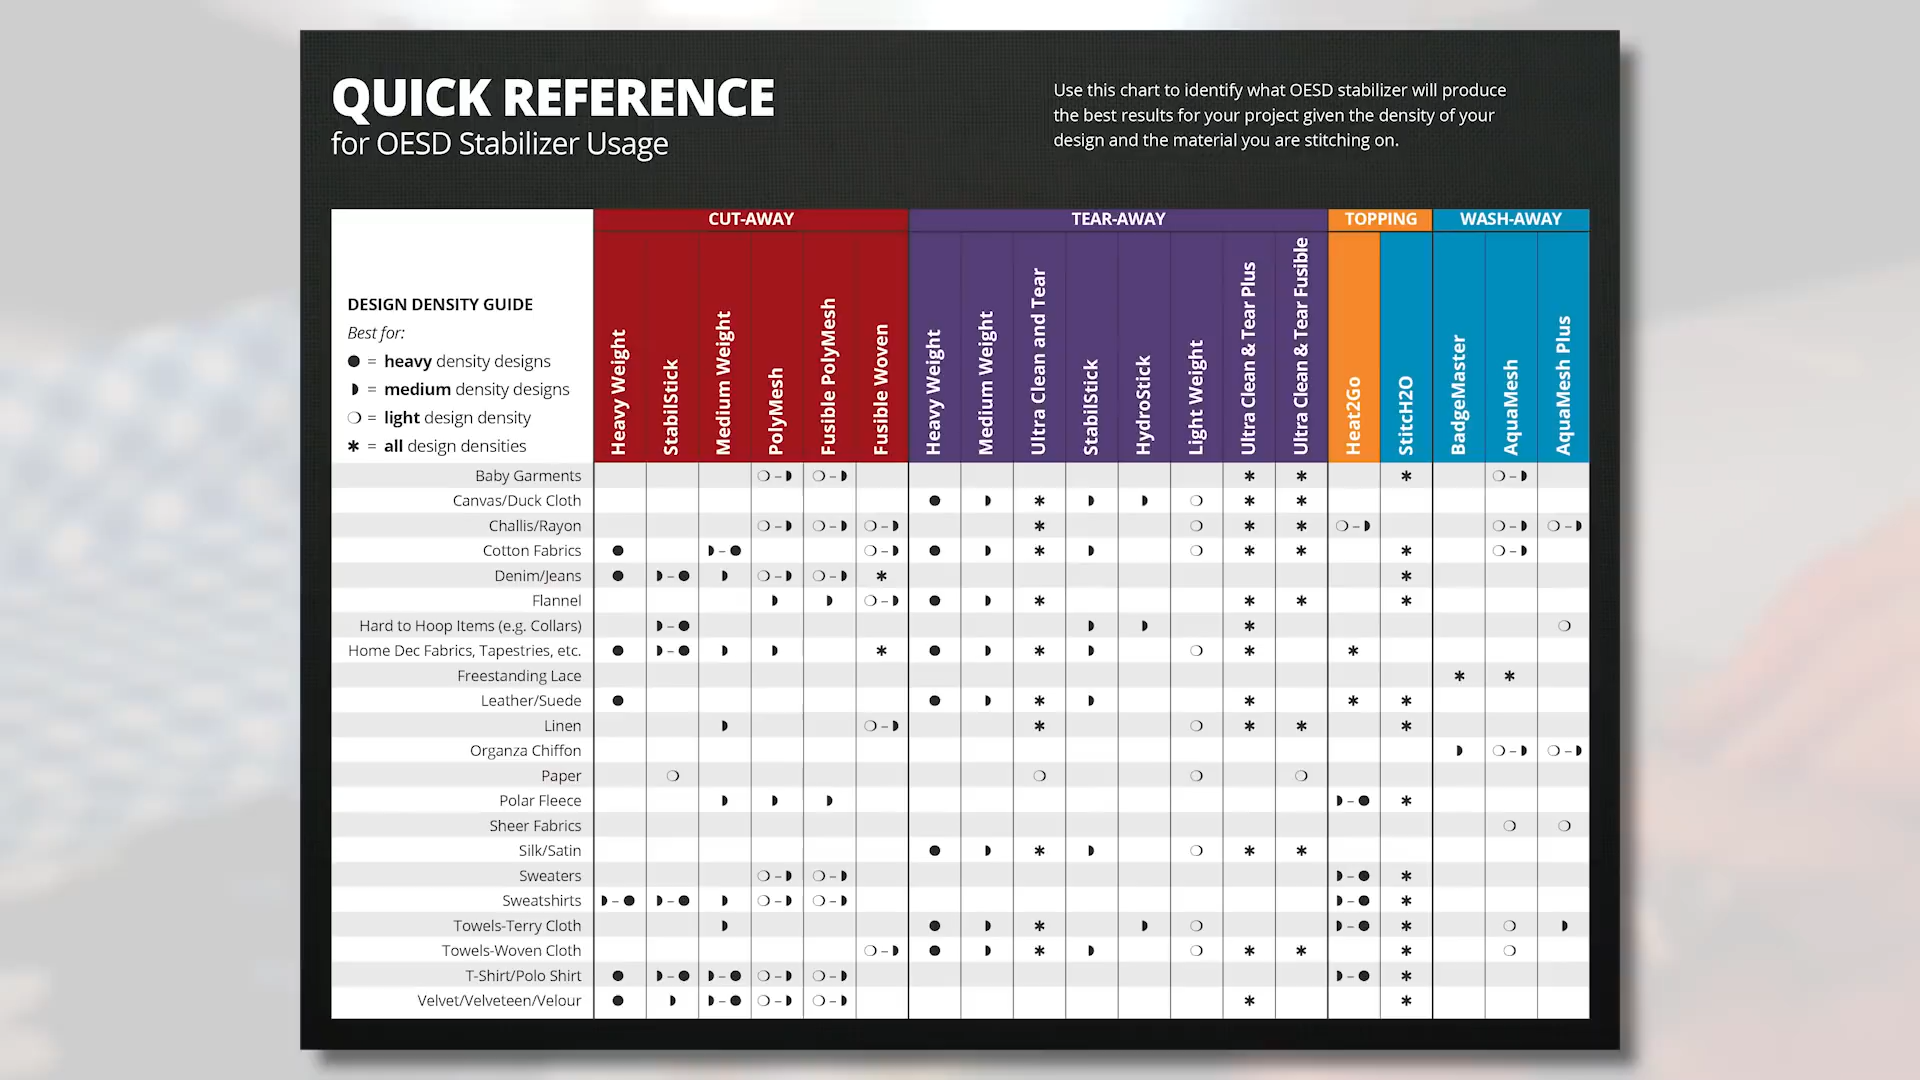 QUICK REFERENCE
for OESD Stabilizer Usage
Use this chart to identify what OESD stabilizer will produce
the best results for your project given the density of your
design and the material you are stitching on.
CUT-AWAY TEAR-AWAY TOPPING WASH-AWAY
DESIGN DENSITY GUIDE
Best for:
● = heavy density designs
◗ = medium density designs
❍ = light design density
✱ = all design densities
Heavy Weight
StabilStick
Medium Weight
PolyMesh
Fusible PolyMesh
Fusible Woven
Heavy Weight
Medium Weight
Ultra Clean and Tear
StabilStick
HydroStick
Light Weight
Ultra Clean & Tear Plus
Ultra Clean & Tear Fusible
Heat2Go
StitcH2O
BadgeMaster
AquaMesh
AquaMesh Plus
Baby Garments ❍–◗ ❍–◗ ✱ ✱ ✱ ❍–◗
Canvas/Duck Cloth ● ◗ ✱ ◗ ◗ ❍ ✱ ✱
Challis/Rayon ❍–◗ ❍–◗ ❍–◗ ✱ ❍ ✱ ✱ ❍–◗ ❍–◗ ❍–◗
Cotton Fabrics ● ◗–● ❍–◗ ● ◗ ✱ ◗ ❍ ✱ ✱ ✱ ❍–◗
Denim/Jeans ● ◗–● ◗ ❍–◗ ❍–◗ ✱ ✱
Flannel ◗ ◗ ❍–◗ ● ◗ ✱ ✱ ✱ ✱
Hard to Hoop Items (e.g. Collars) ◗–● ◗ ◗ ✱ ❍
Home Dec Fabrics, Tapestries, etc. ● ◗–● ◗ ◗ ✱ ● ◗ ✱ ◗ ❍ ✱ ✱
Freestanding Lace ✱ ✱
Leather/Suede ● ● ◗ ✱ ◗ ✱ ✱ ✱
Linen ◗ ❍–◗ ✱ ❍ ✱ ✱ ✱
Organza Chiffon ◗ ❍–◗ ❍–◗
Paper ❍ ❍ ❍ ❍
Polar Fleece ◗ ◗ ◗ ◗–● ✱
Sheer Fabrics ❍ ❍
Silk/Satin ● ◗ ✱ ◗ ❍ ✱ ✱
Sweaters ❍–◗ ❍–◗ ◗–● ✱
Sweatshirts ◗–● ◗–● ◗ ❍–◗ ❍–◗ ◗–● ✱
Towels-Terry Cloth ◗ ● ◗ ✱ ◗ ❍ ◗–● ✱ ❍ ◗
Towels-Woven Cloth ❍–◗ ● ◗ ✱ ◗ ❍ ✱ ✱ ✱ ❍
T-Shirt/Polo Shirt ● ◗–● ◗–● ❍–◗ ❍–◗ ◗–● ✱
Velvet/Velveteen/Velour ● ◗ ◗–● ❍–◗ ❍–◗ ✱ ✱